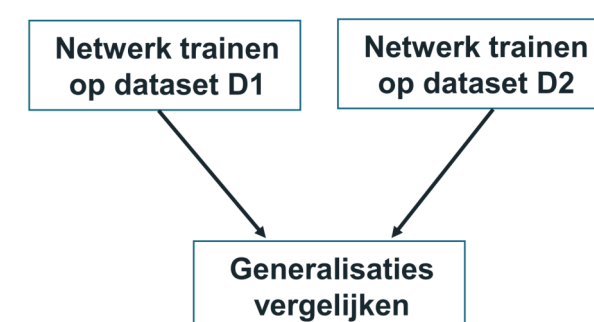 Netwerk trainen
op dataset D1
Netwerk trainen
op dataset D2
Generalisaties
vergelijken